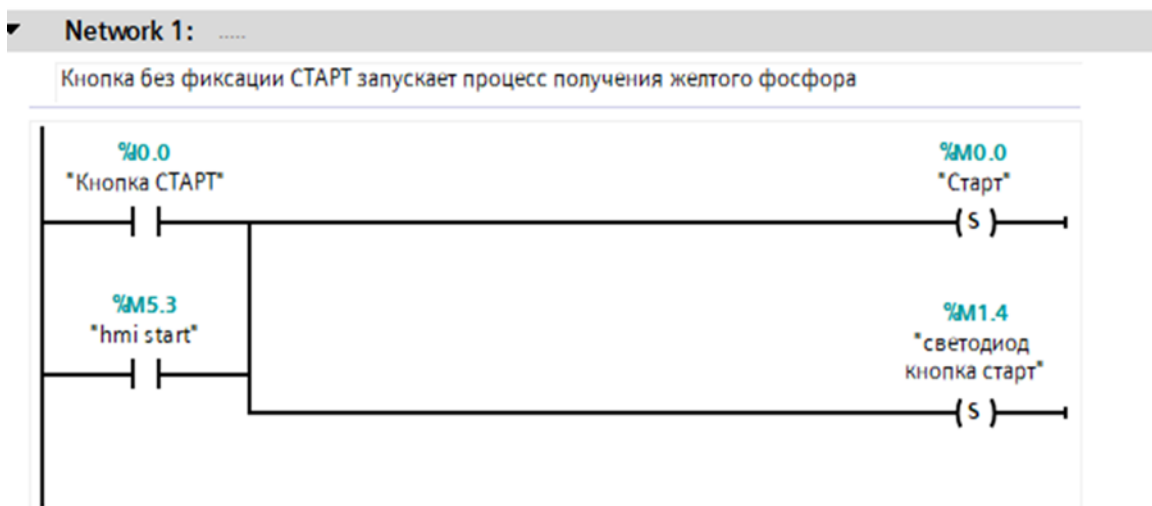 Network 1: .....
Кнопка без фиксации СТАРТ запускает процесс получения желтого фосфора
%I0.0
"Кнопка СТАРТ"
%M0.0
"Старт"
( S )
%M5.3
"hmi start"
%M1.4
"светодиод
кнопка старт"
( S )